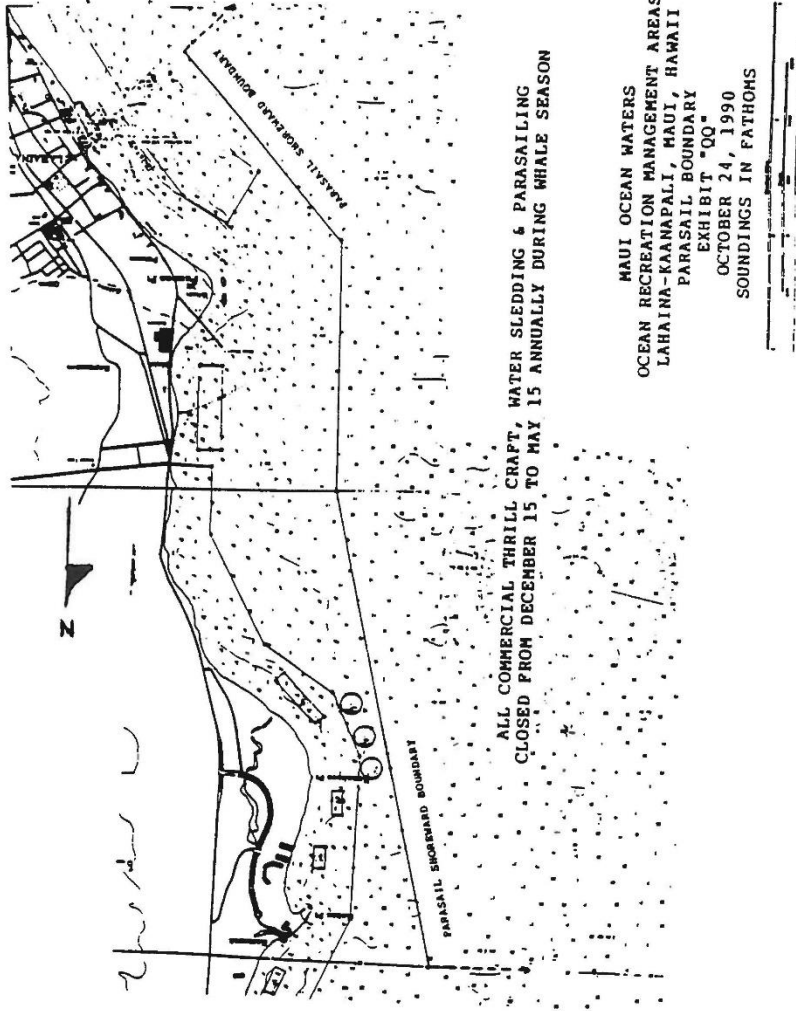 PARASAIL SHOREWARD BOUNDARY
N
PARASAIL SHOREWARD BOUNDARY
ALL COMMERCIAL THRILL CRAFT, WATER SLEDDING & PARASAILING
CLOSED FROM DECEMBER 15 TO MAY 15 ANNUALLY DURING WHALE SEASON
MAUI OCEAN WATERS
OCEAN RECREATION MANAGEMENT AREAS
LAHAINA-KAANAPALI, MAUI, HAWAII
PARASAIL BOUNDARY
EXHIBIT "QQ"
OCTOBER 24, 1990
SOUNDINGS IN FATHOMS